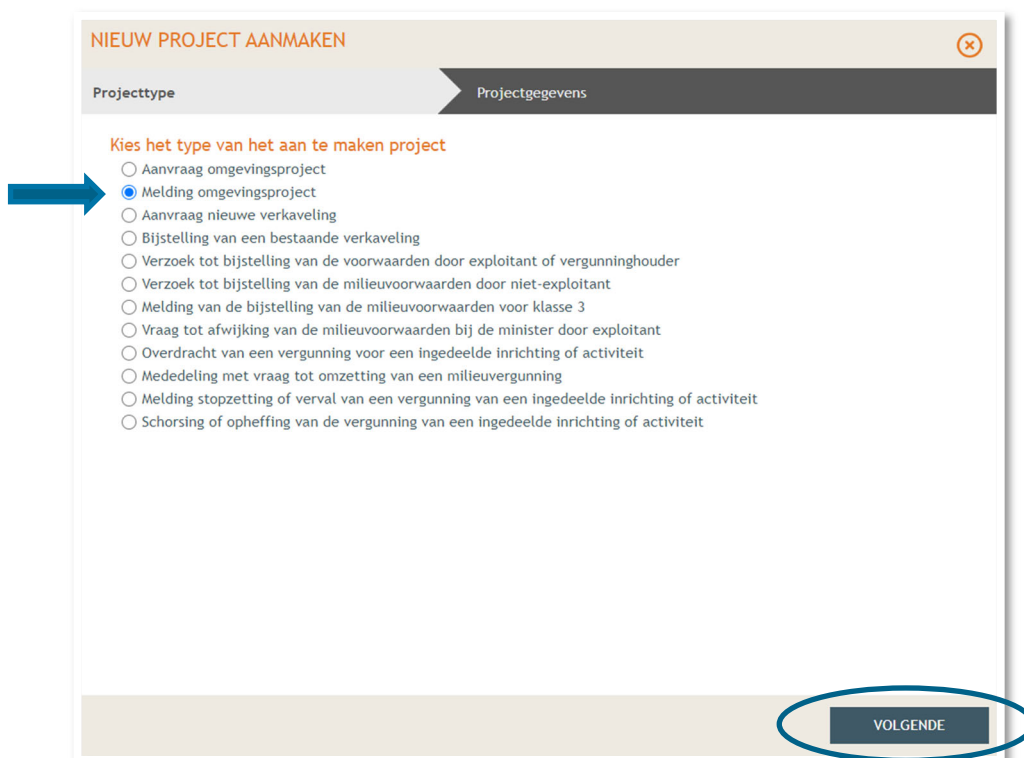 NIEUW PROJECT AANMAKEN
Projecttype
Projectgegevens
Kies het type van het aan te maken project
Aanvraag omgevingsproject
Melding omgevingsproject
Aanvraag nieuwe verkaveling
Bijstelling van een bestaande verkaveling
Verzoek tot bijstelling van de voorwaarden door exploitant of vergunninghouder
Verzoek tot bijstelling van de milieuvoorwaarden door niet-exploitant
Melding van de bijstelling van de milieuvoorwaarden voor klasse 3
Vraag tot afwijking van de milieuvoorwaarden bij de minister door exploitant
Overdracht van een vergunning voor een ingedeelde inrichting of activiteit
Mededeling met vraag tot omzetting van een milieuvergunning
Melding stopzetting of verval van een vergunning van een ingedeelde inrichting of activiteit
Schorsing of opheffing van de vergunning van een ingedeelde inrichting of activiteit
VOLGENDE